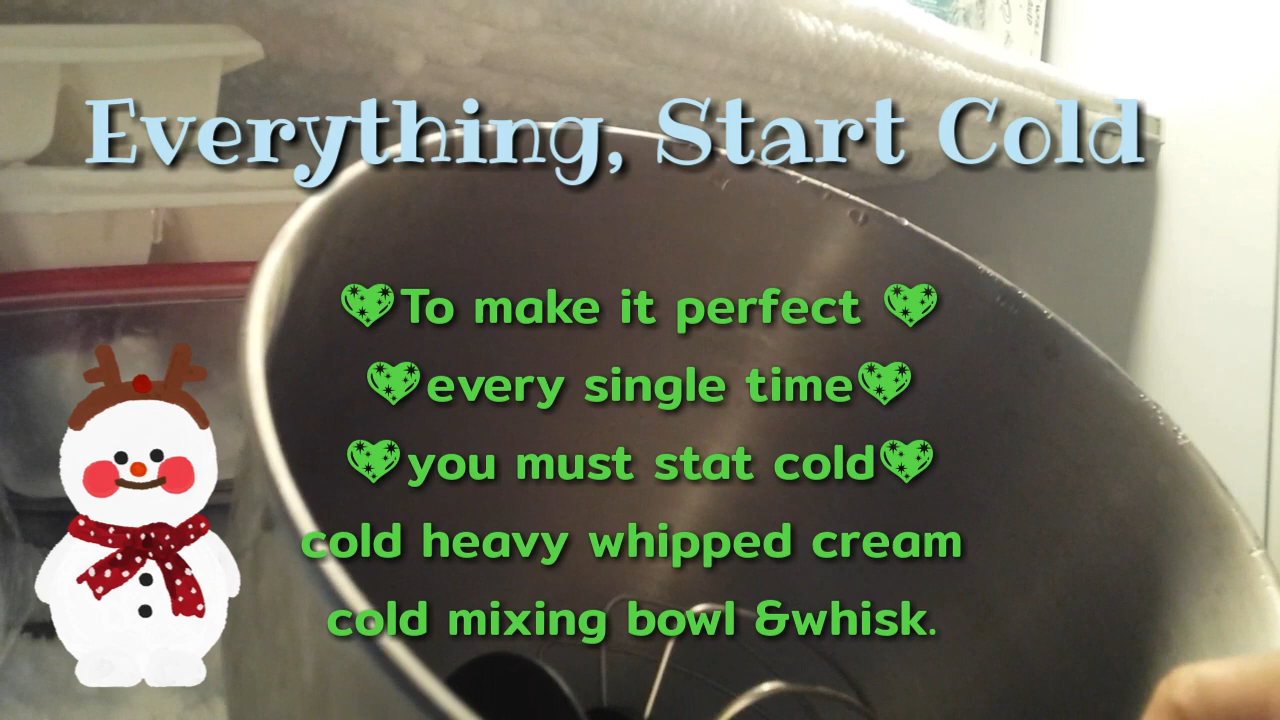 Everything, Start Cold
To make it perfect
every single time
you must stat cold
cold heavy whipped cream
cold mixing bowl &whisk.